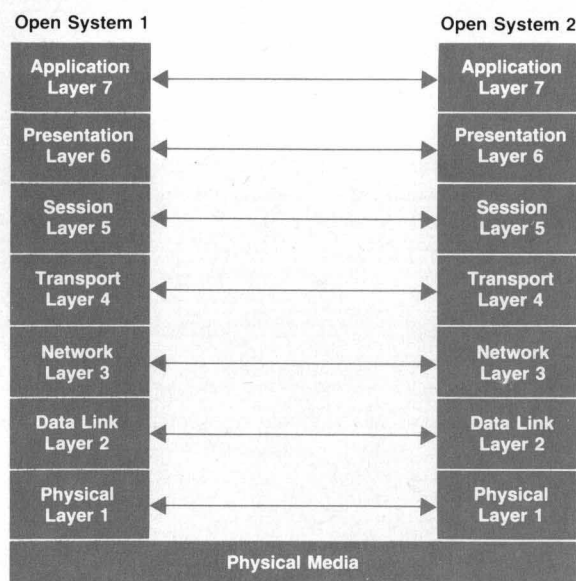 Open System 1
Open System 2
Application
Layer 7
Application
Layer 7
Presentation
Layer 6
Presentation
Layer 6
Session
Layer 5
Session
Layer 5
Transport
Layer 4
Transport
Layer 4
Network
Layer 3
Network
Layer 3
Data Link
Layer 2
Data Link
Layer 2
Physical
Layer 1
Physical
Layer 1
Physical Media